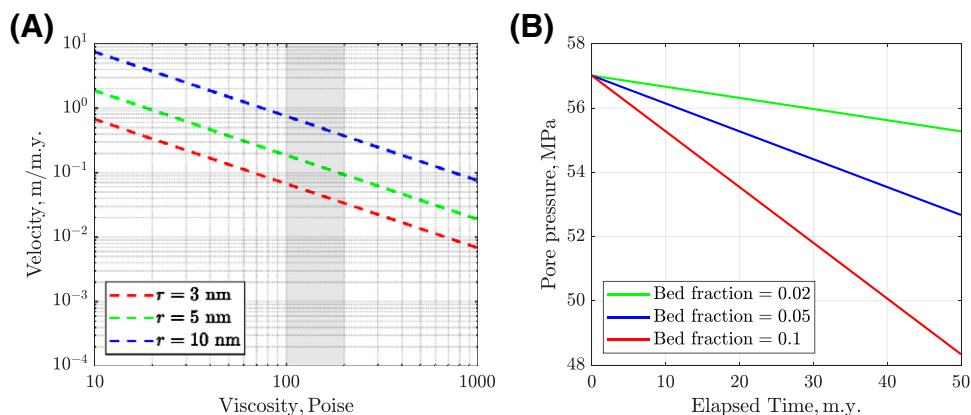 (A)
Velocity, m/m.y.
10^1
10^0
10^-1
10^-2
10^-3
10^-4
r = 3 nm
r = 5 nm
r = 10 nm
10
100
1000
Viscosity, Poise
(B)
Pore pressure, MPa
58
56
54
52
50
48
Bed fraction = 0.02
Bed fraction = 0.05
Bed fraction = 0.1
0
10
20
30
40
50
Elapsed Time, m.y.